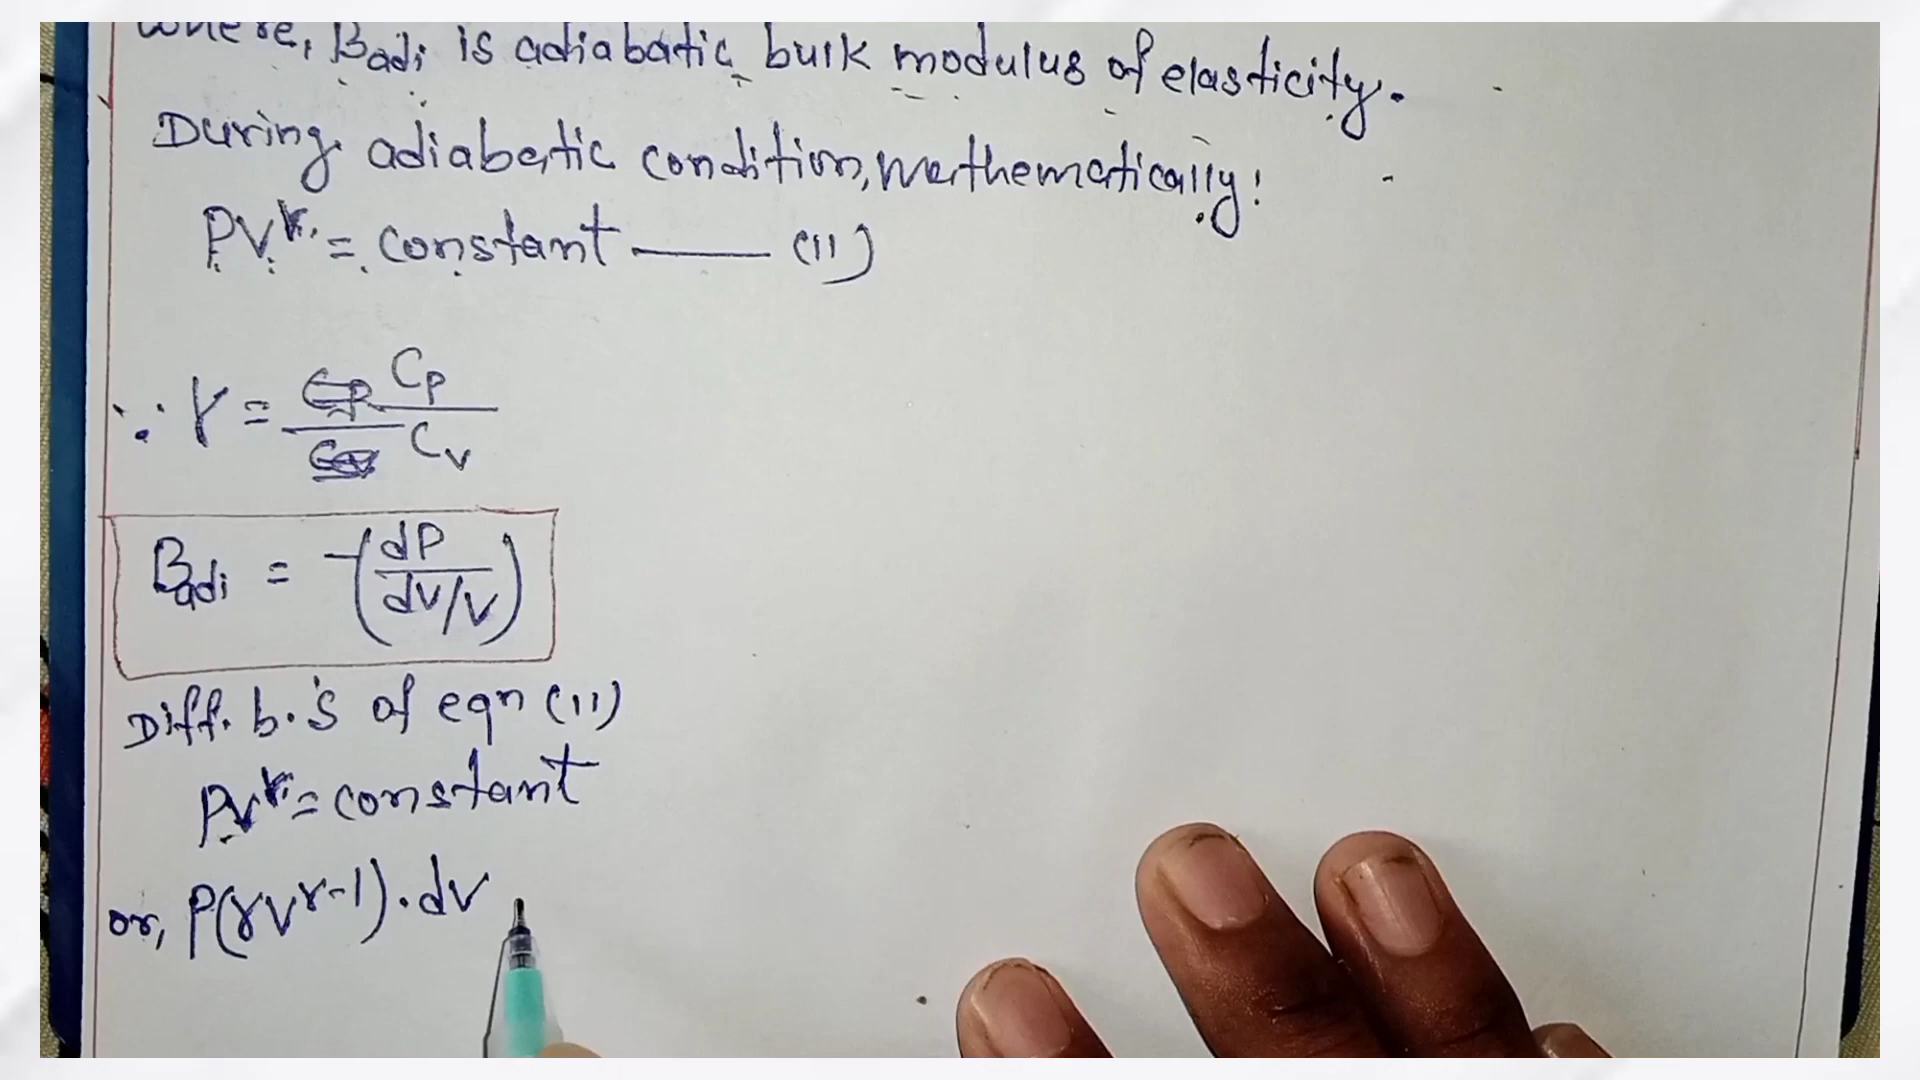 where, Badi is adiabatic bulk modulus of elasticity.
During adiabatic condition, mathematically!
PV^γ = constant —— (11)
∵ γ = Cp / Cv
Badi = -(dP / (dV/V))
Diff. b.s of eqn (11)
PV^γ = constant
or, P(γV^γ-1).dV